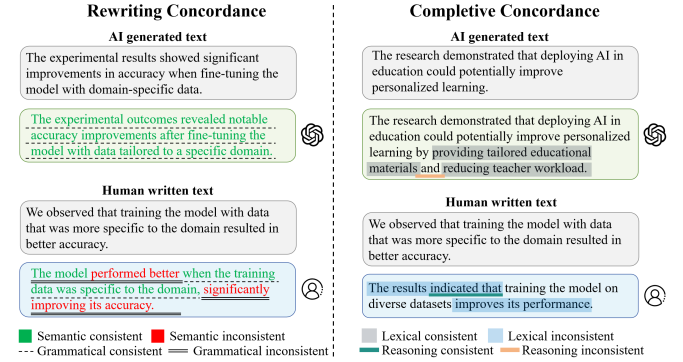 Rewriting Concordance
AI generated text
The experimental results showed significant
improvements in accuracy when fine-tuning the
model with domain-specific data.
The experimental outcomes revealed notable
accuracy improvements after fine-tuning the
model with data tailored to a specific domain.
Human written text
We observed that training the model with data
that was more specific to the domain resulted in
better accuracy.
The model performed better when the training
data was specific to the domain, significantly
improving its accuracy.
Semantic consistent
Semantic inconsistent
Grammatical consistent
Grammatical inconsistent
Completive Concordance
AI generated text
The research demonstrated that deploying AI in
education could potentially improve
personalized learning.
The research demonstrated that deploying AI in
education could potentially improve personalized
learning by providing tailored educational
materials and reducing teacher workload.
Human written text
We observed that training the model with data
that was more specific to the domain resulted in
better accuracy.
The results indicated that training the model on
diverse datasets improves its performance.
Lexical consistent
Lexical inconsistent
Reasoning consistent
Reasoning inconsistent